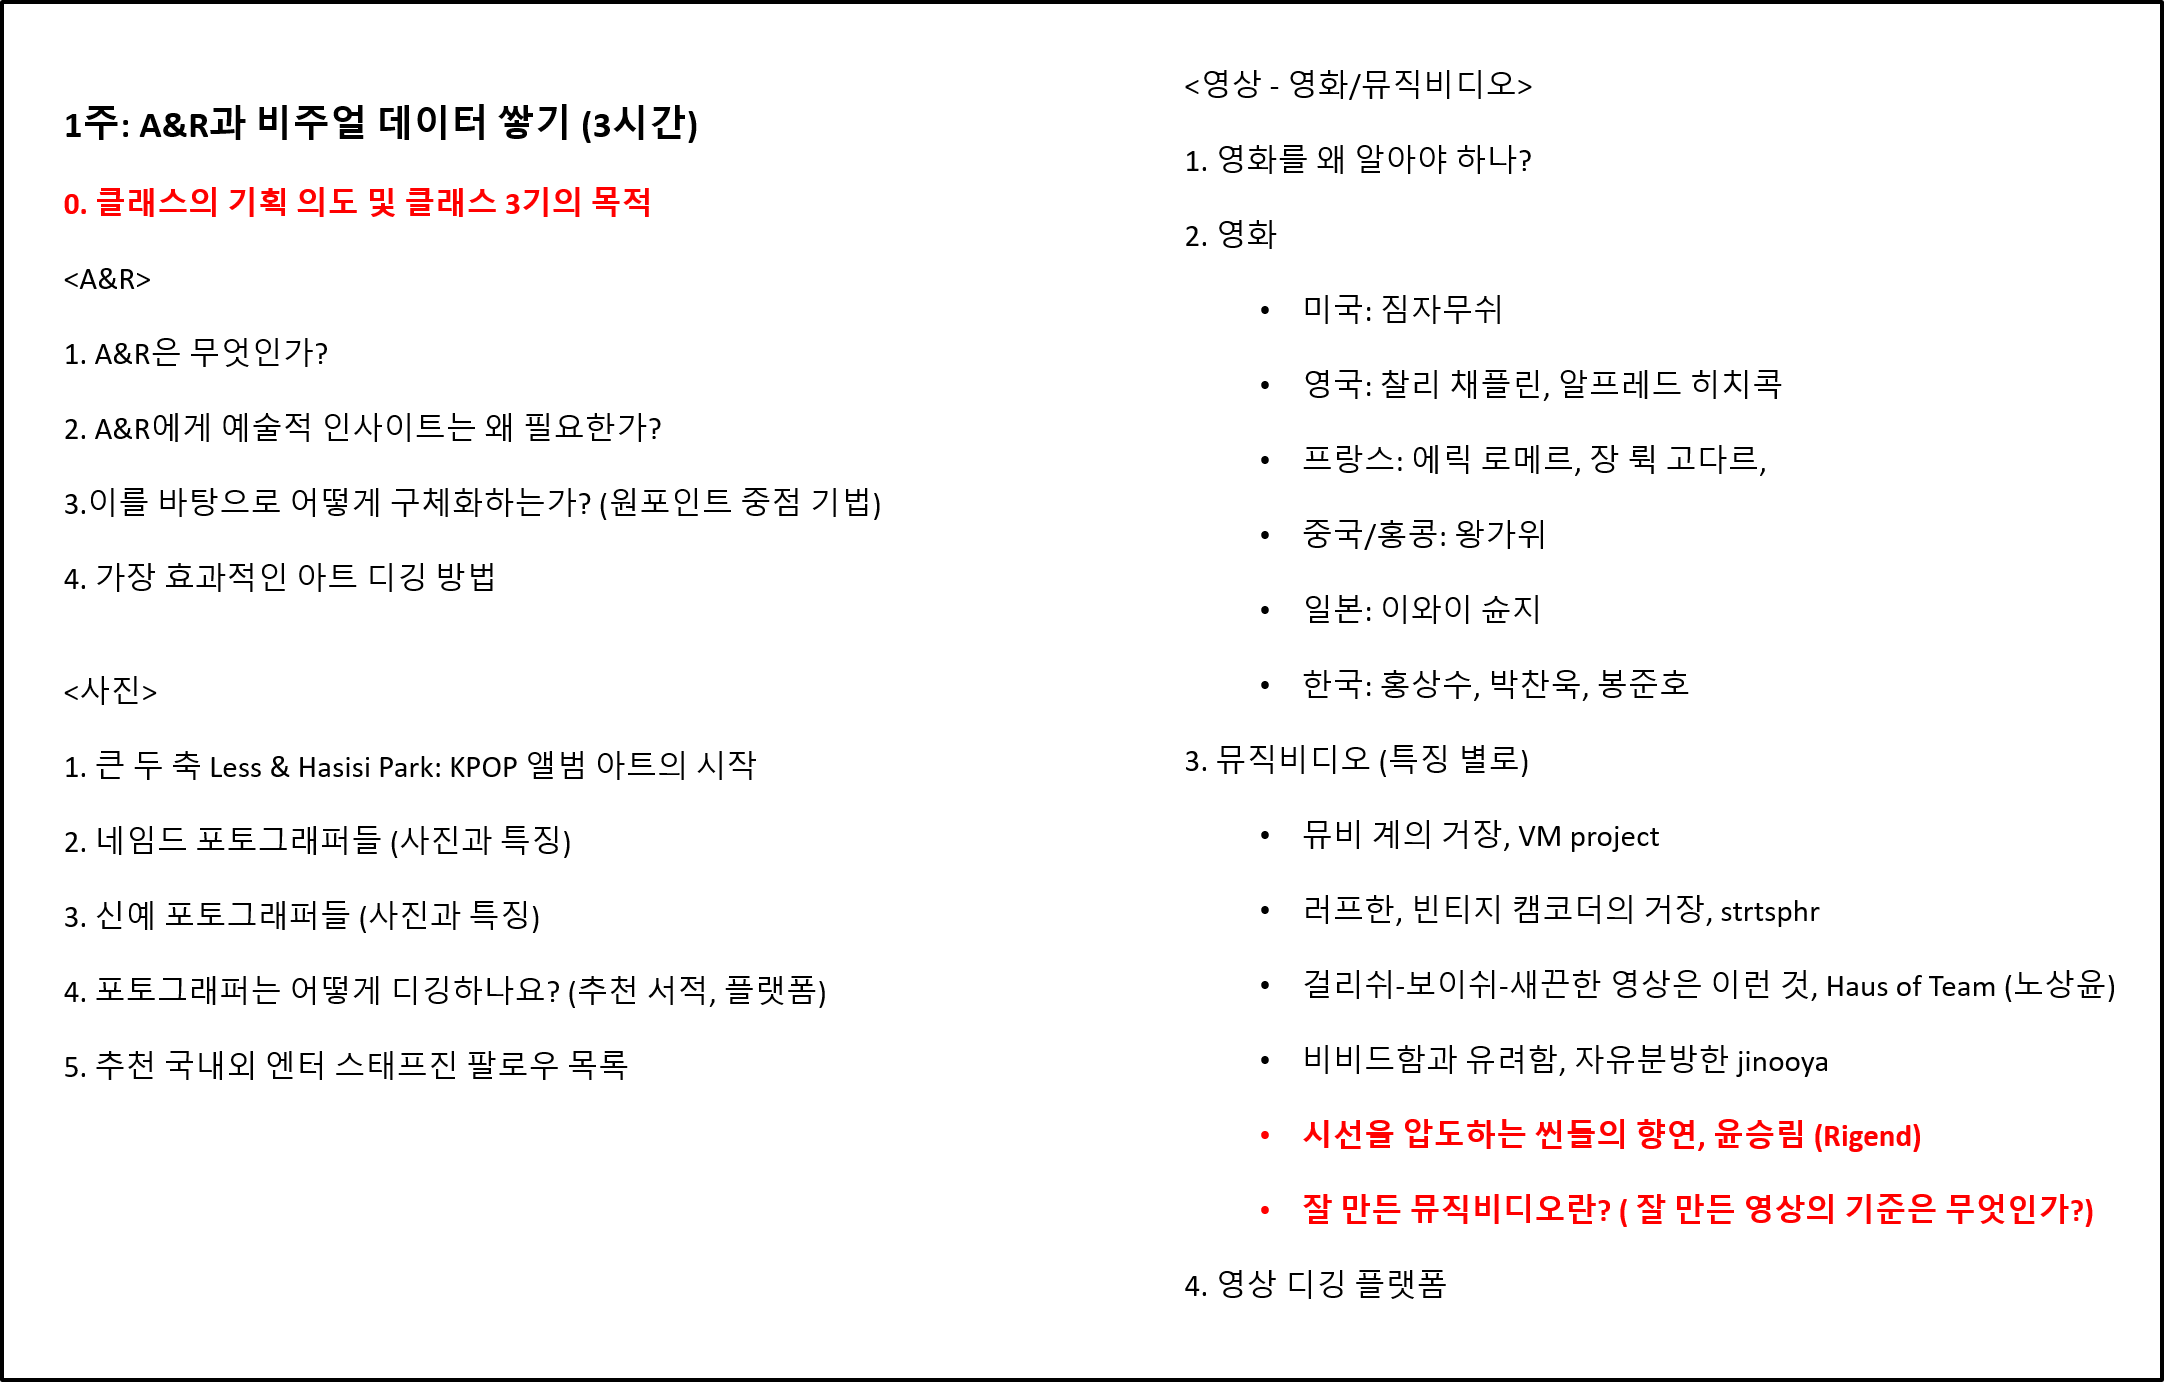 1주: A&R과 비주얼 데이터 쌓기 (3시간)
0. 클래스의 기획 의도 및 클래스 3기의 목적
<A&R>
1. A&R은 무엇인가?
2. A&R에게 예술적 인사이트는 왜 필요한가?
3.이를 바탕으로 어떻게 구체화하는가? (원포인트 중점 기법)
4. 가장 효과적인 아트 디깅 방법
<사진>
1. 큰 두 축 Less & Hasisi Park: KPOP 앨범 아트의 시작
2. 네임드 포토그래퍼들 (사진과 특징)
3. 신예 포토그래퍼들 (사진과 특징)
4. 포토그래퍼는 어떻게 디깅하나요? (추천 서적, 플랫폼)
5. 추천 국내외 엔터 스태프진 팔로우 목록
<영상 - 영화/뮤직비디오>
1. 영화를 왜 알아야 하나?
2. 영화
• 미국: 짐자무쉬
• 영국: 찰리 채플린, 알프레드 히치콕
• 프랑스: 에릭 로메르, 장 뤽 고다르,
• 중국/홍콩: 왕가위
• 일본: 이와이 슌지
• 한국: 홍상수, 박찬욱, 봉준호
3. 뮤직비디오 (특징 별로)
• 뮤비 계의 거장, VM project
• 러프한, 빈티지 캠코더의 거장, strtsphr
• 걸리쉬-보이쉬-새끈한 영상은 이런 것, Haus of Team (노상윤)
• 비비드함과 유려함, 자유분방한 jinooya
• 시선을 압도하는 씬들의 향연, 윤승림 (Rigend)
• 잘 만든 뮤직비디오란? ( 잘 만든 영상의 기준은 무엇인가?)
4. 영상 디깅 플랫폼